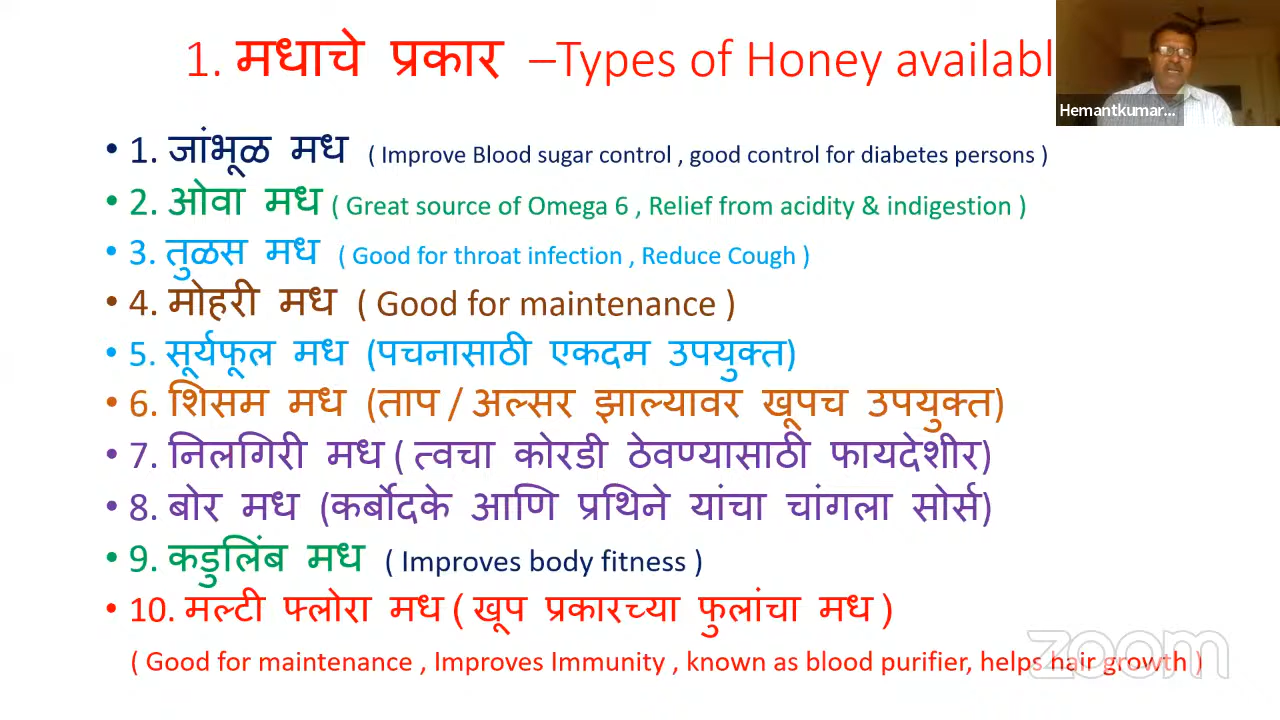 1. मधाचे प्रकार –Types of Honey availabl
Hemantkumar...
• 1. जांभूळ मध ( Improve Blood sugar control , good control for diabetes persons )
• 2. ओवा मध ( Great source of Omega 6 , Relief from acidity & indigestion )
• 3. तुळस मध ( Good for throat infection , Reduce Cough )
• 4. मोहरी मध ( Good for maintenance )
• 5. सूर्यफूल मध (पचनासाठी एकदम उपयुक्त)
• 6. शिसम मध (ताप / अल्सर झाल्यावर खूपच उपयुक्त)
• 7. निलगिरी मध ( त्वचा कोरडी ठेवण्यासाठी फायदेशीर)
• 8. बोर मध (कर्बोदके आणि प्रथिने यांचा चांगला सोर्स)
• 9. कडुलिंब मध ( Improves body fitness )
• 10. मल्टी फ्लोरा मध ( खूप प्रकारच्या फुलांचा मध )
( Good for maintenance , Improves Immunity , known as blood purifier, helps hair growth )
zoom